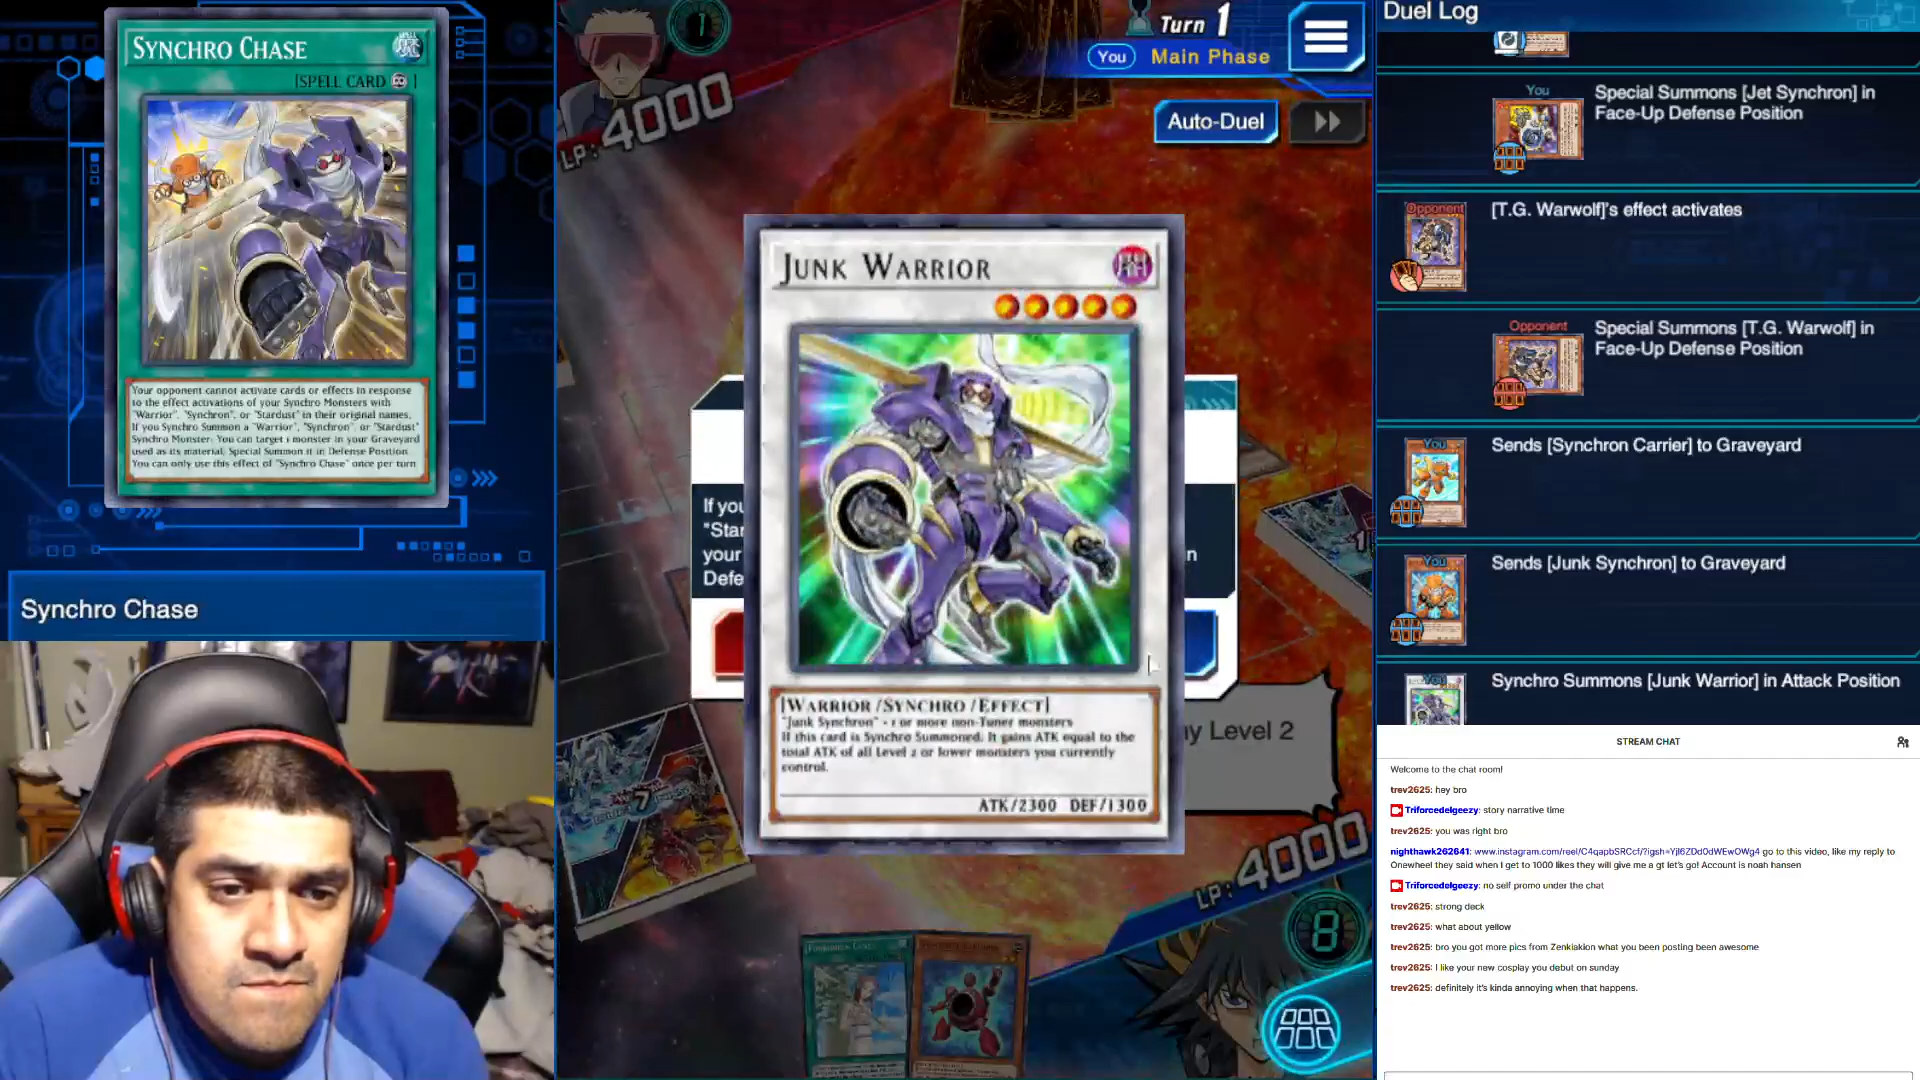 SYNCHRO CHASE
[SPELL CARD ]
Your opponent cannot activate cards or effects in response
to the effect activations of your Synchro Monsters with
"Warrior", "Synchron", or "Stardust" in their original names.
If you Synchro Summon a "Warrior", "Synchron", or "Stardust"
Synchro Monster: You can target 1 monster in your Graveyard
used as its material; Special Summon it in Defense Position.
You can only use this effect of "Synchro Chase" once per turn
Synchro Chase
1
LP: 4000
Turn 1
You
Main Phase
Auto-Duel
JUNK WARRIOR
[WARRIOR/SYNCHRO/EFFECT]
"Junk Synchron" + 1 or more non-Tuner monsters
If this card is Synchro Summoned: It gains ATK equal to the
total ATK of all Level 2 or lower monsters you currently
control.
ATK/2300 DEF/1300
If you
"Star
your
n
Defe
y Level 2
7
LP: 4000
8
Duel Log
You
Special Summons [Jet Synchron] in
Face-Up Defense Position
Opponent
[T.G. Warwolf]'s effect activates
Opponent
Special Summons [T.G. Warwolf] in
Face-Up Defense Position
You
Sends [Synchron Carrier] to Graveyard
You
Sends [Junk Synchron] to Graveyard
You
Synchro Summons [Junk Warrior] in Attack Position
STREAM CHAT
Welcome to the chat room!
trev2625: hey bro
Triforcedelgeezy: story narrative time
trev2625: you was right bro
nighthawk262641: www.instagram.com/reel/C4qapbSRCcf/?igsh=YjI6ZDd0dWEwOWg4 go to this video, like my reply to
Onewheel they said when I get to 1000 likes they will give me a gt let's go! Account is noah hansen
Triforcedelgeezy: no self promo under the chat
trev2625: strong deck
trev2625: what about yellow
trev2625: bro you got more pics from Zenkiakion what you been posting been awesome
trev2625: I like your new cosplay you debut on sunday
trev2625: definitely it's kinda annoying when that happens.